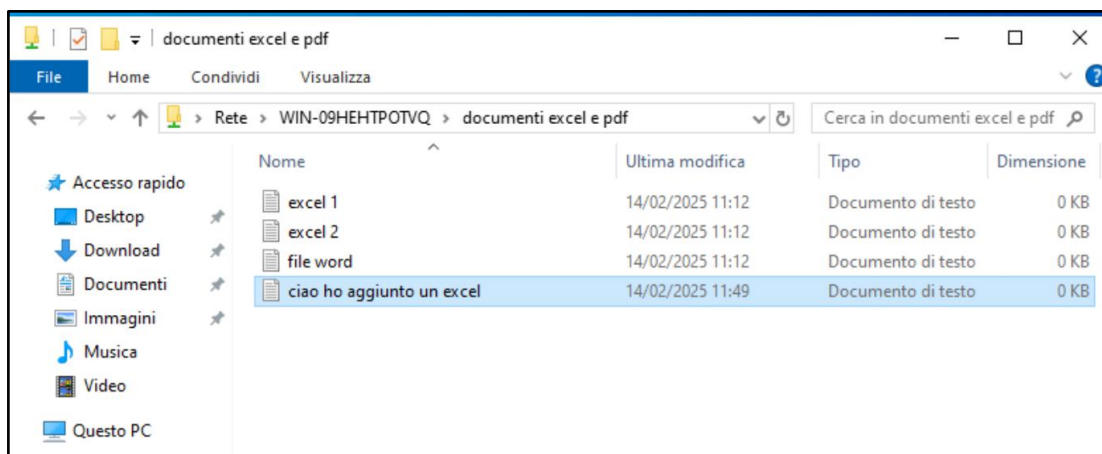 documenti excel e pdf
File Home Condividi Visualizza
Rete > WIN-09HEHTPOTVQ > documenti excel e pdf
Cerca in documenti excel e pdf
Nome Ultima modifica Tipo Dimensione
Accesso rapido
Desktop
Download
Documenti
Immagini
Musica
Video
Questo PC
excel 1 14/02/2025 11:12 Documento di testo 0 KB
excel 2 14/02/2025 11:12 Documento di testo 0 KB
file word 14/02/2025 11:12 Documento di testo 0 KB
ciao ho aggiunto un excel 14/02/2025 11:49 Documento di testo 0 KB